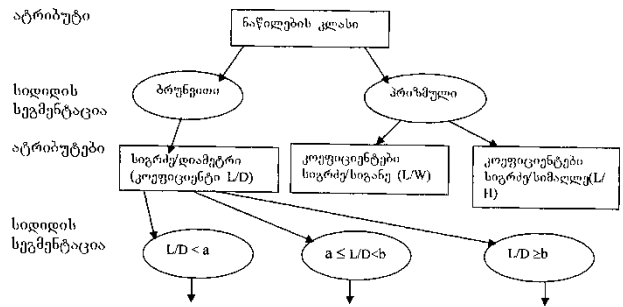 ატრიბუტი
ნაწილების კლასი
სიდიდის
სეგმენტაცია
ბრუნვითი
პრიზმული
ატრიბუტები
სიგრძე/დიამეტრი
(კოეფიციენტი L/D)
კოეფიციენტები
სიგრძე/სიგანე (L/W)
კოეფიციენტები
სიგრძე/სიმაღლე(L/
H)
სიდიდის
სეგმენტაცია
L/D < a
a ≤ L/D<b
L/D ≥b